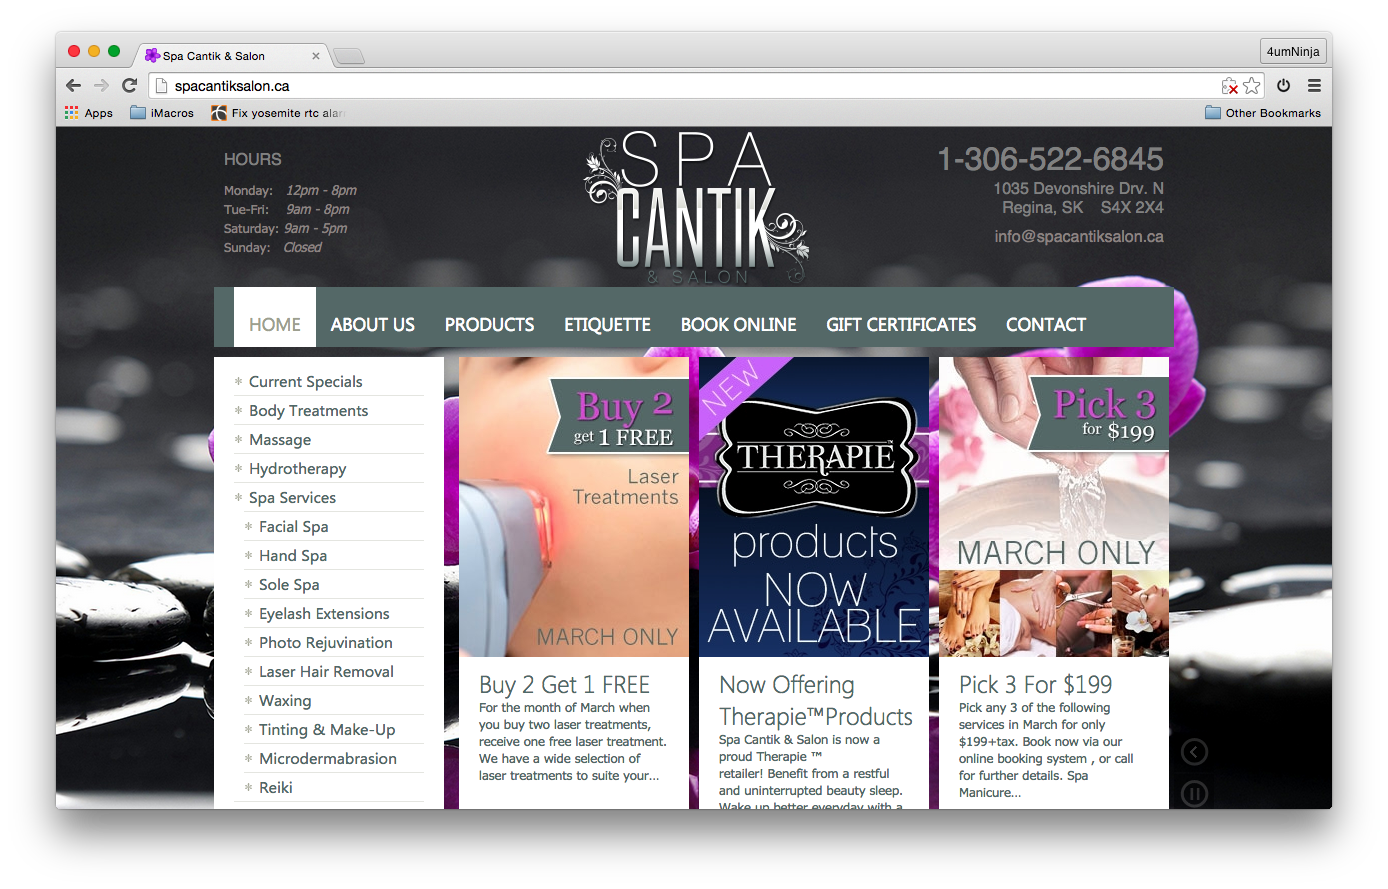 Spa Cantik & Salon
4umNinja
spacantiksalon.ca
Apps
iMacros
Fix yosemite rtc alar
Other Bookmarks
HOURS
Monday: 12pm - 8pm
Tue-Fri: 9am - 8pm
Saturday: 9am - 5pm
Sunday: Closed
SPA
CANTIK
& SALON
1-306-522-6845
1035 Devonshire Drv. N
Regina, SK S4X 2X4
info@spacantiksalon.ca
HOME ABOUT US PRODUCTS ETIQUETTE BOOK ONLINE GIFT CERTIFICATES CONTACT
Current Specials
Body Treatments
Massage
Hydrotherapy
Spa Services
Facial Spa
Hand Spa
Sole Spa
Eyelash Extensions
Photo Rejuvination
Laser Hair Removal
Waxing
Tinting & Make-Up
Microdermabrasion
Reiki
Buy 2
get 1 FREE
Laser
Treatments
MARCH ONLY
Buy 2 Get 1 FREE
For the month of March when
you buy two laser treatments,
receive one free laser treatment.
We have a wide selection of
laser treatments to suite your...
NEW
THERAPIE™
products
NOW
AVAILABLE
Now Offering
Therapie™Products
Spa Cantik & Salon is now a
proud Therapie ™
retailer! Benefit from a restful
and uninterrupted beauty sleep.
Wake up better everyday with a
Pick 3
for $199
MARCH ONLY
Pick 3 For $199
Pick any 3 of the following
services in March for only
$199+tax. Book now via our
online booking system , or call
for further details. Spa
Manicure...